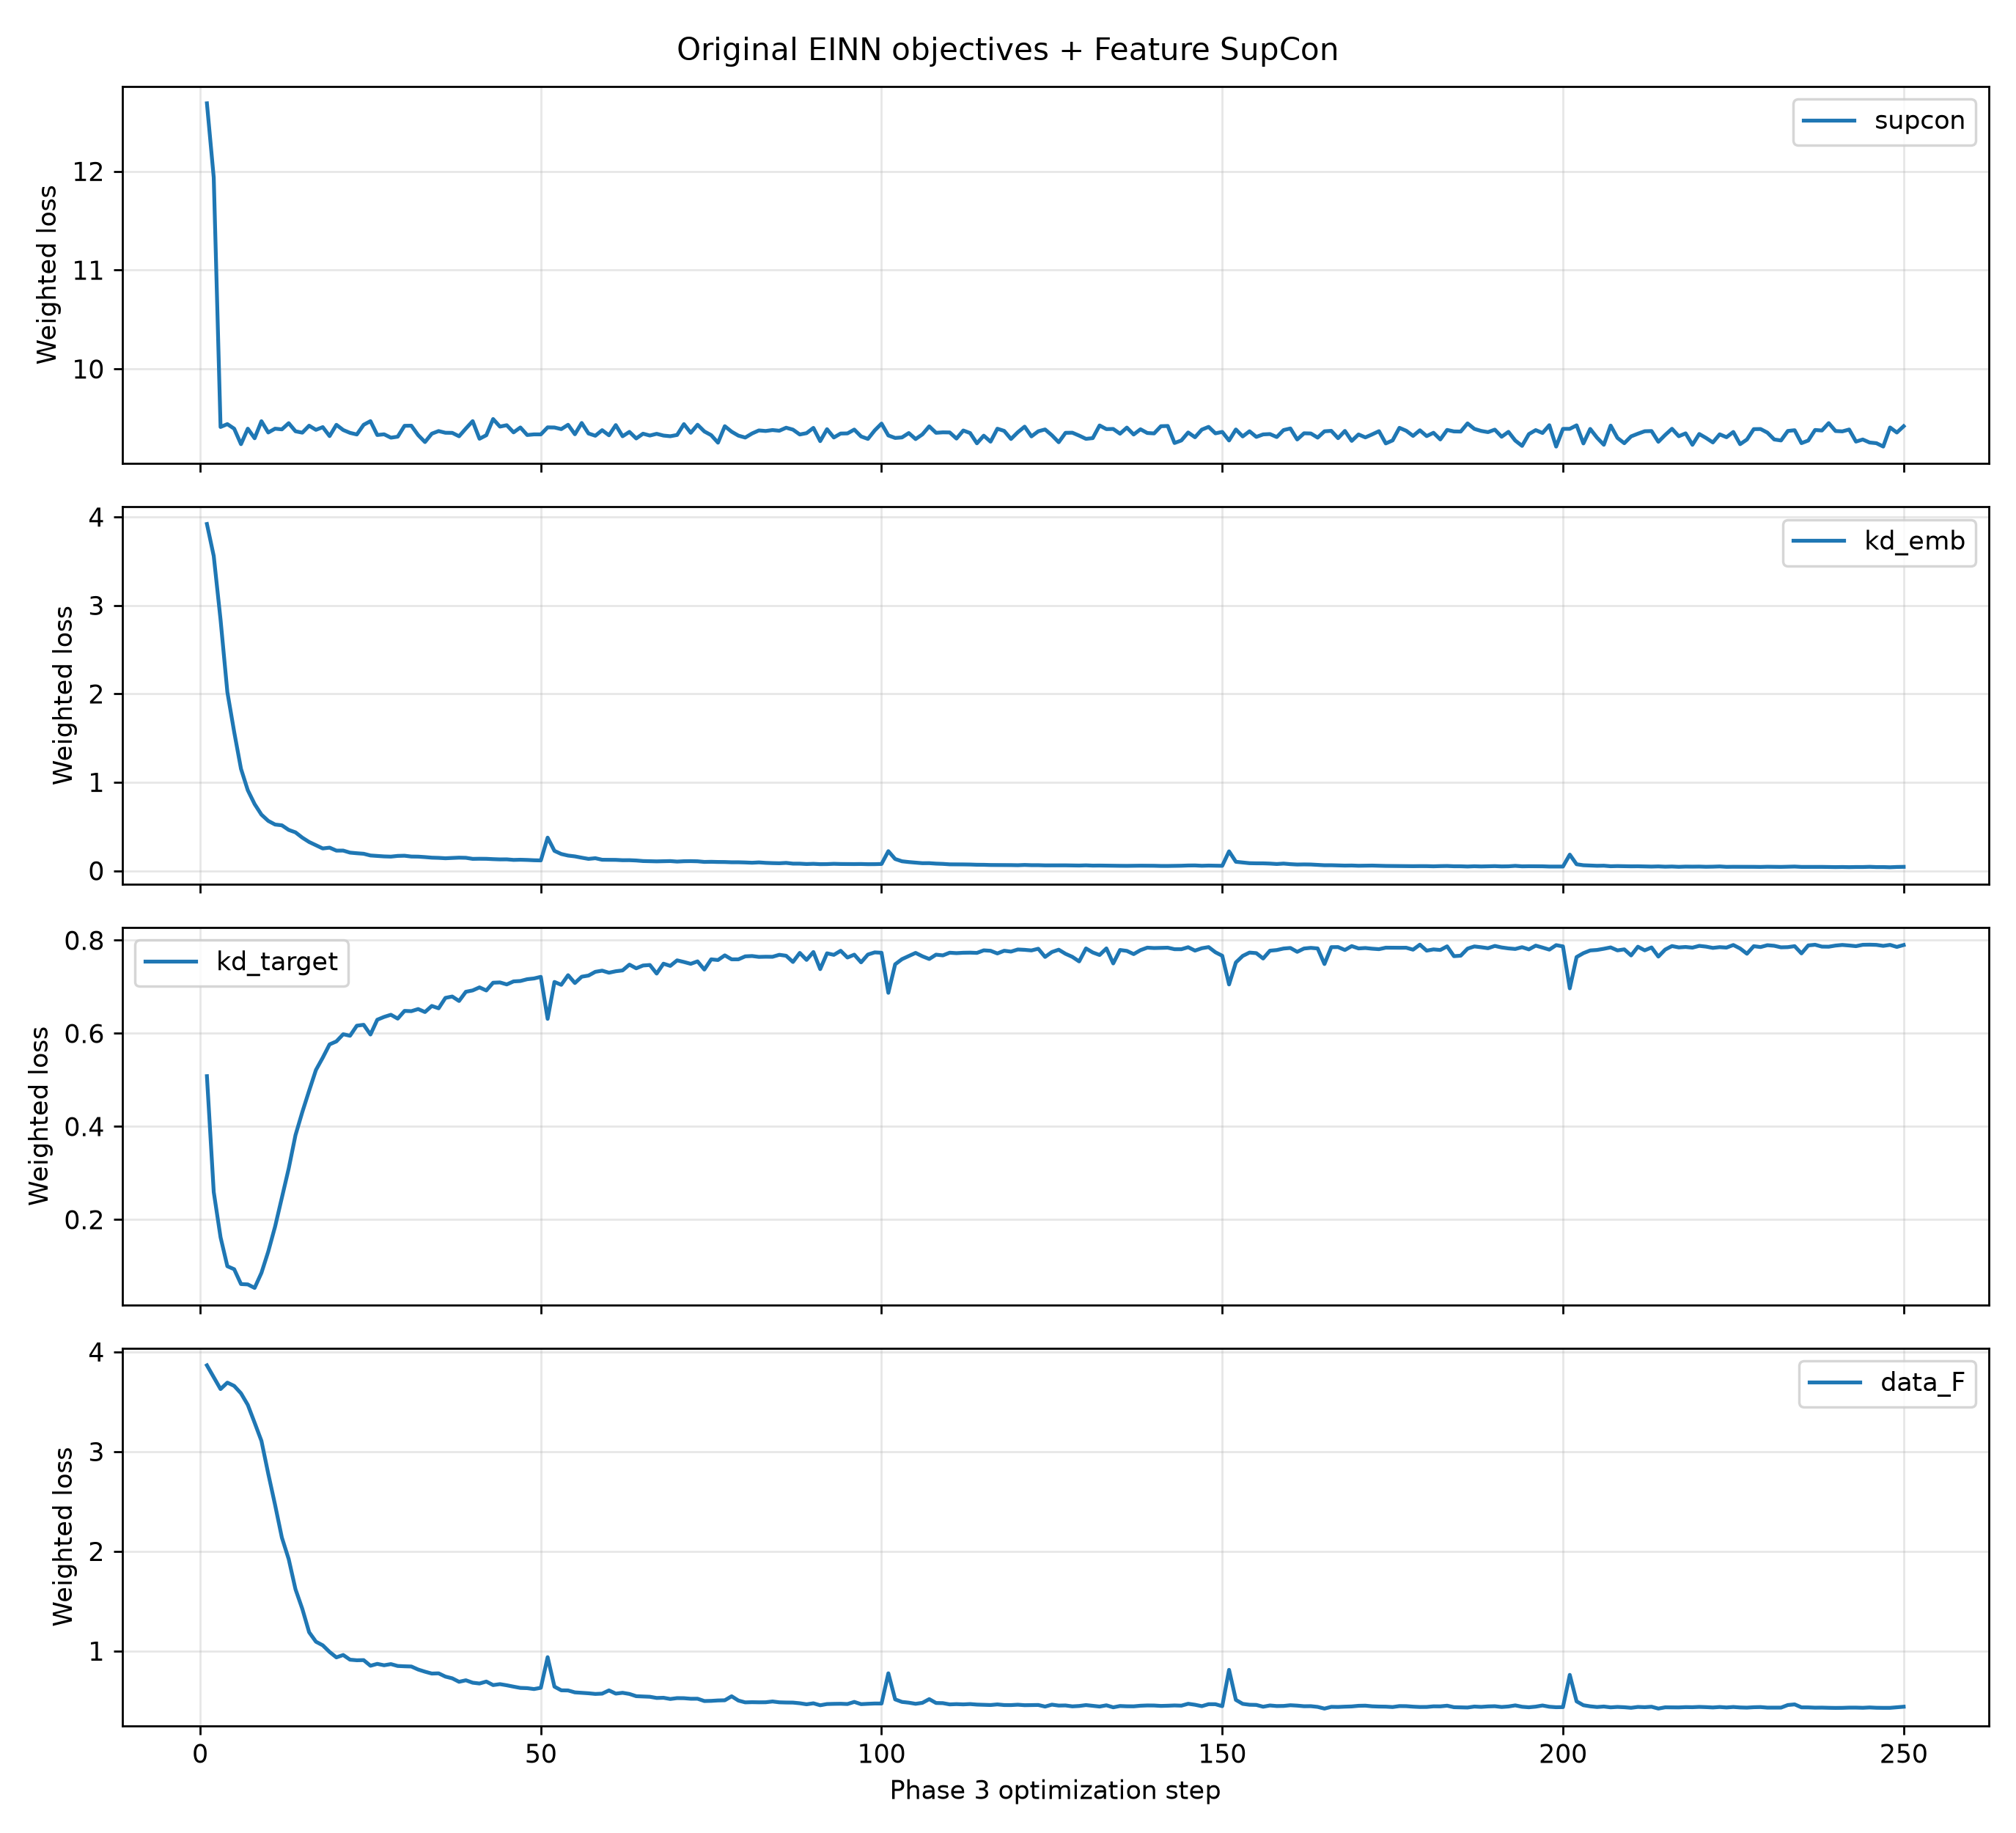 Original EINN objectives + Feature SupCon
Weighted loss
12
11
10
supcon
Weighted loss
4
3
2
1
0
kd_emb
Weighted loss
0.8
0.6
0.4
0.2
kd_target
Weighted loss
4
3
2
1
data_F
0 50 100 150 200 250
Phase 3 optimization step